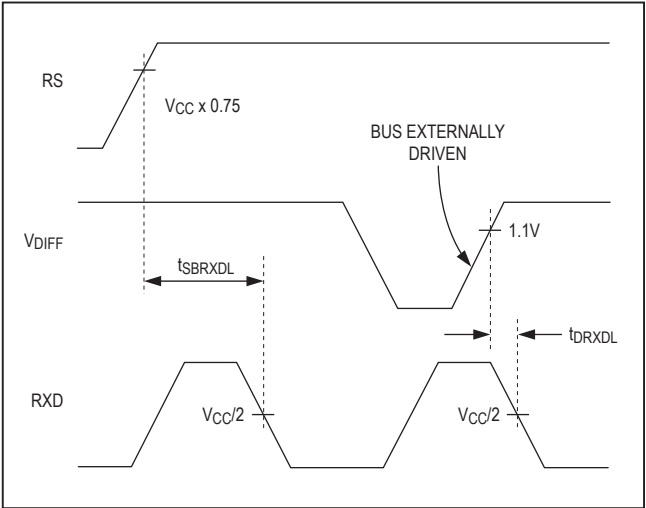 RS
VCC x 0.75
BUS EXTERNALLY
DRIVEN
VDIFF
1.1V
tSBRXDL
tDRXDL
RXD
VCC/2
VCC/2